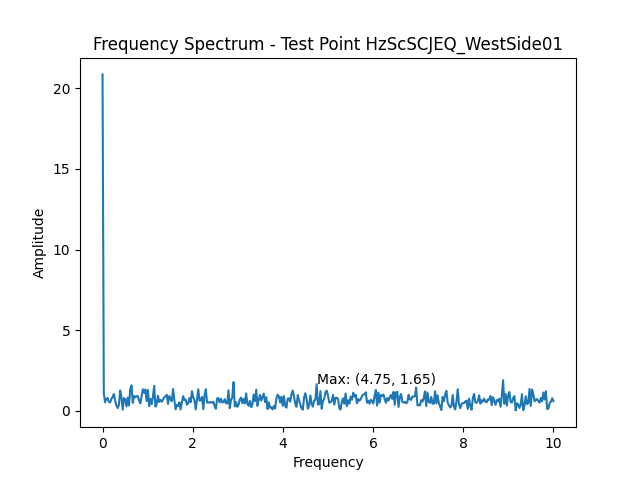 Frequency Spectrum - Test Point HzScSCJEQ_WestSide01
20
15
10
5
0
Amplitude
Max: (4.75, 1.65)
0 2 4 6 8 10
Frequency